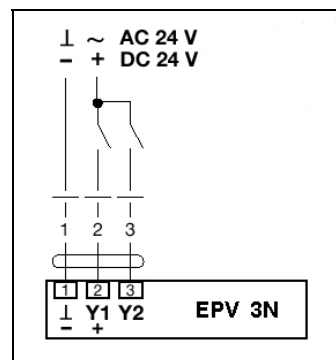 ⊥ ~ AC 24 V
− + DC 24 V
1 2 3
1 2 3
⊥ Y1 Y2 EPV 3N
− +